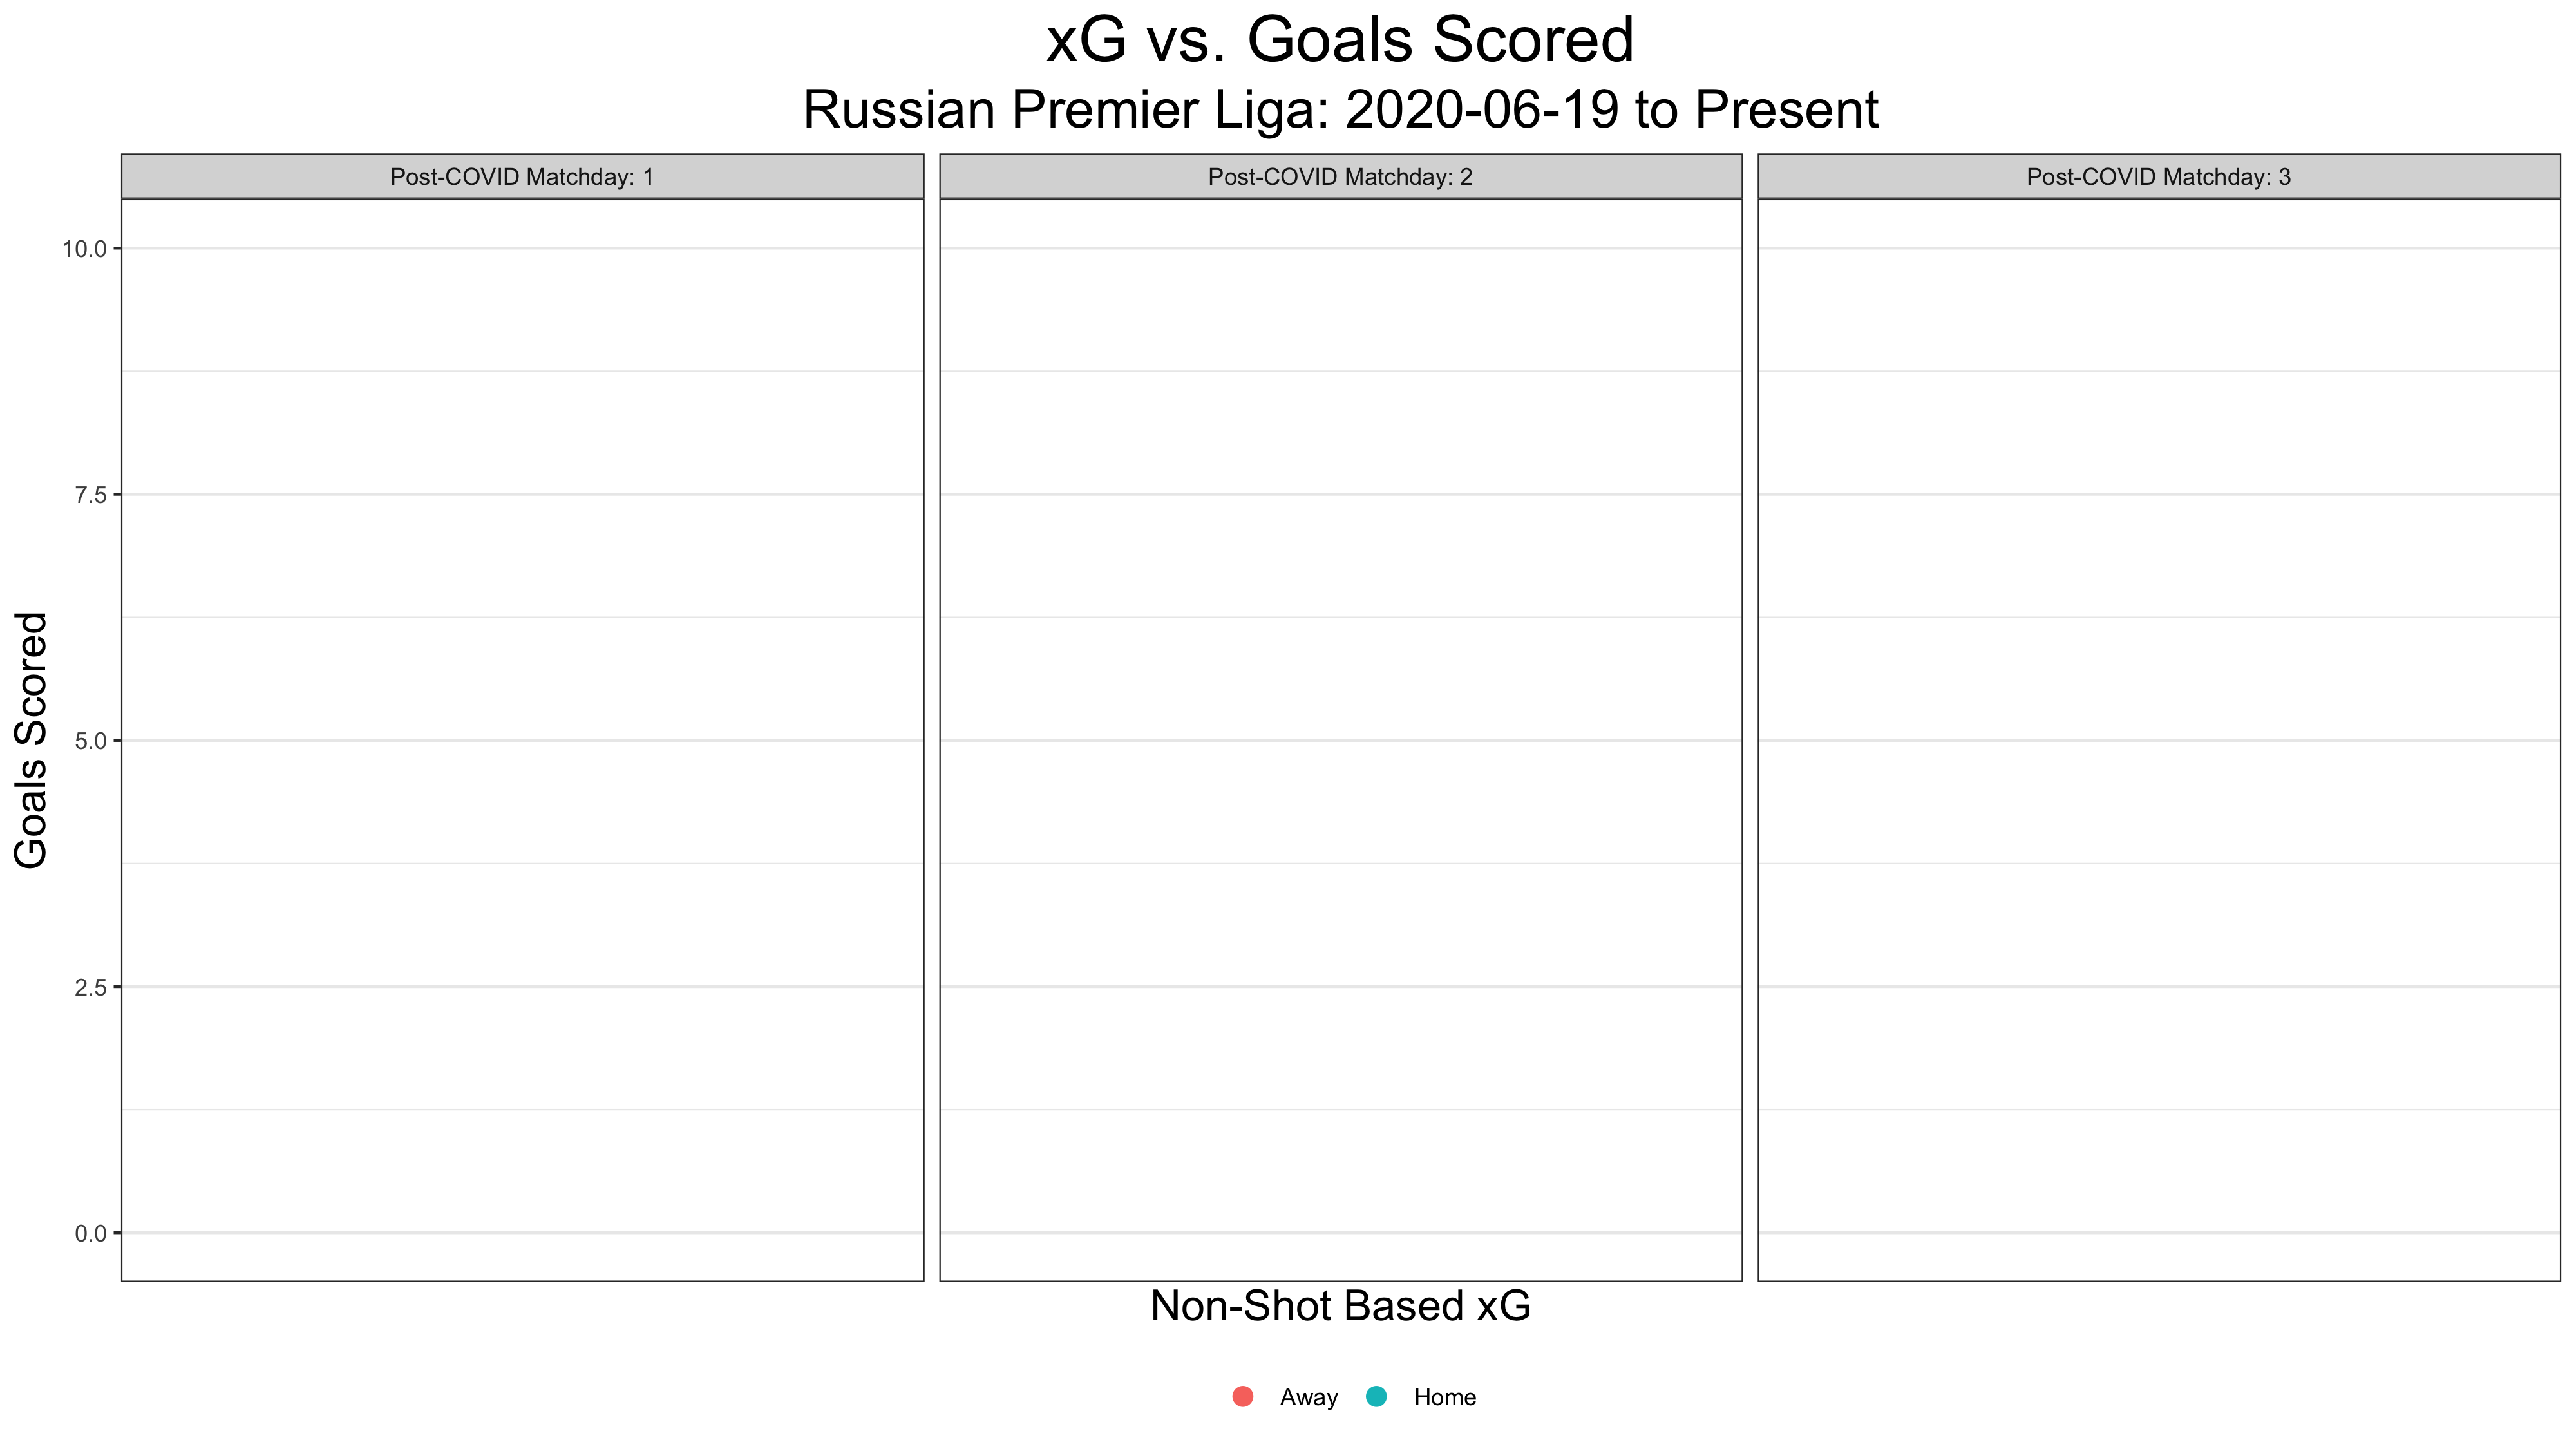 xG vs. Goals Scored
Russian Premier Liga: 2020-06-19 to Present
Post-COVID Matchday: 1
Post-COVID Matchday: 2
Post-COVID Matchday: 3
10.0
7.5
5.0
2.5
0.0
Goals Scored
Non-Shot Based xG
Away
Home